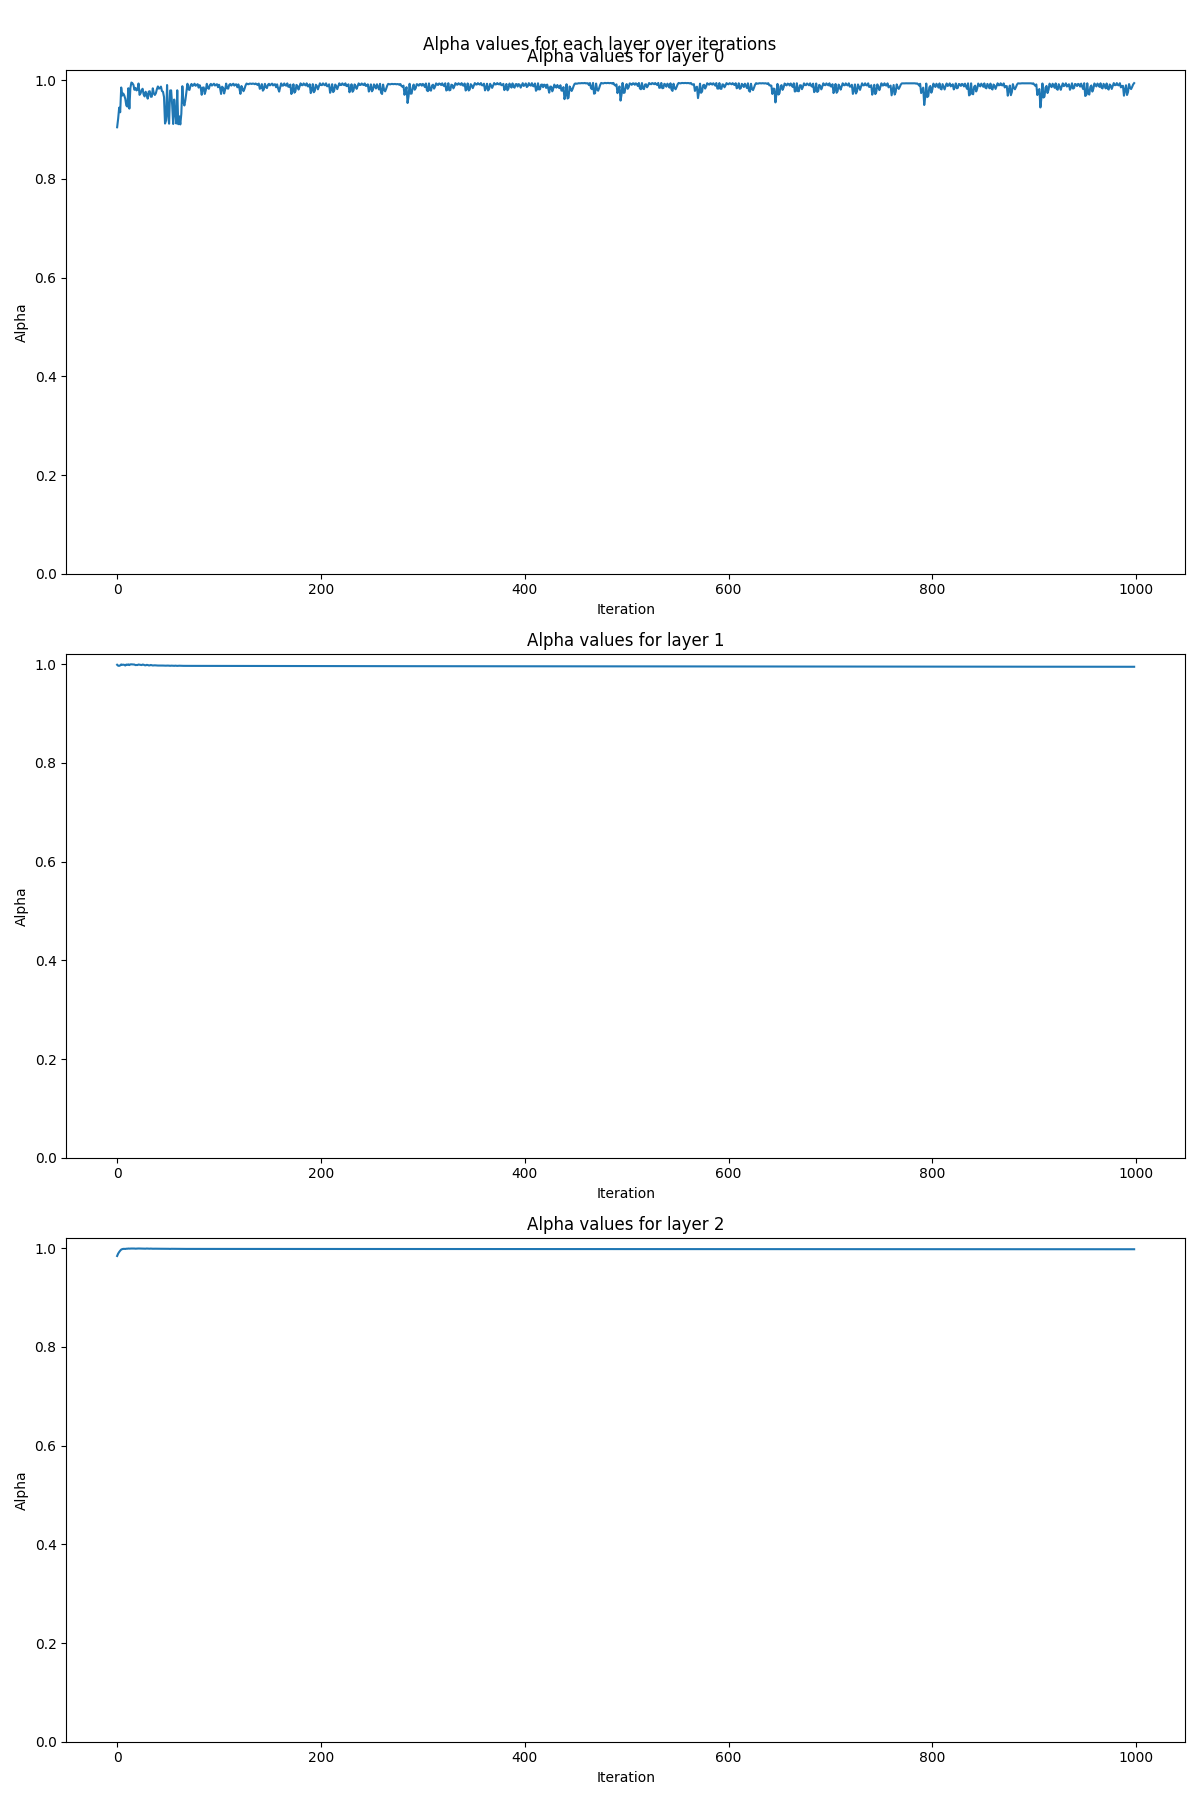 Alpha values for each layer over iterations
Alpha values for layer 0
1.0
0.8
0.6
0.4
0.2
0.0
Alpha
0 200 400 600 800 1000
Iteration
Alpha values for layer 1
1.0
0.8
0.6
0.4
0.2
0.0
Alpha
0 200 400 600 800 1000
Iteration
Alpha values for layer 2
1.0
0.8
0.6
0.4
0.2
0.0
Alpha
0 200 400 600 800 1000
Iteration